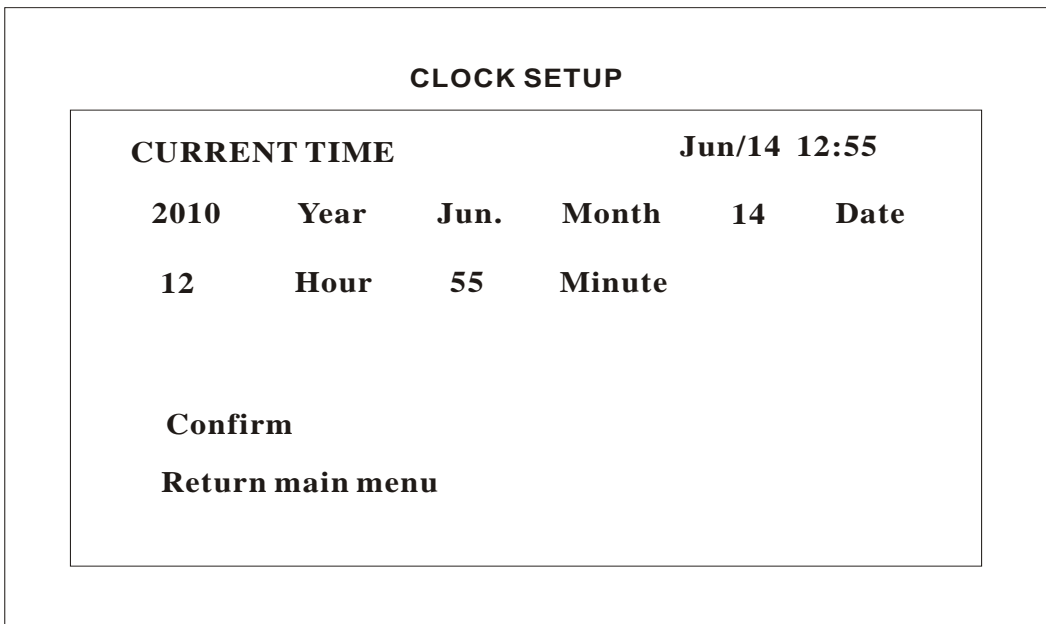 CLOCK SETUP
CURRENT TIME Jun/14 12:55
2010 Year Jun. Month 14 Date
12 Hour 55 Minute
Confirm
Return main menu